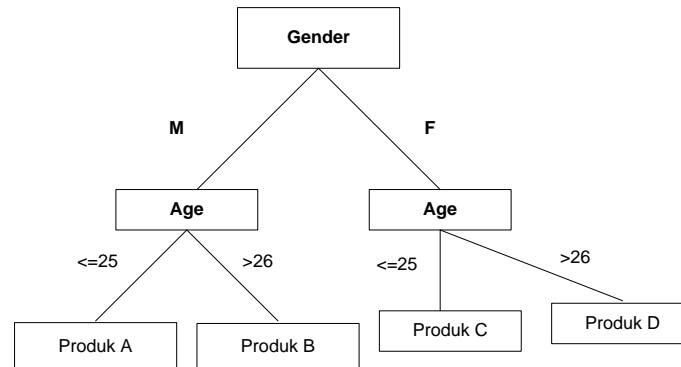 Gender
M
F
Age
Age
<=25
>26
<=25
>26
Produk A
Produk B
Produk C
Produk D